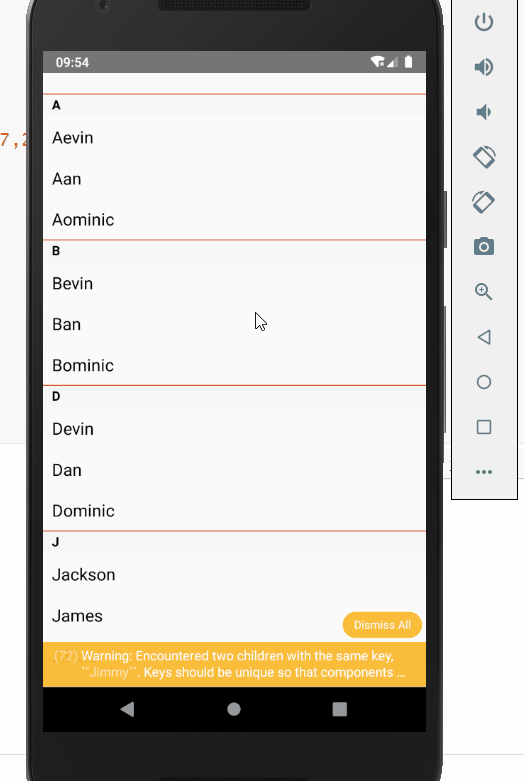 09:54
7,2
A
Aevin
Aan
Aominic
B
Bevin
Ban
Bominic
D
Devin
Dan
Dominic
J
Jackson
James
Dismiss All
(72) Warning: Encountered two children with the same key,
"`Jimmy`". Keys should be unique so that components ...